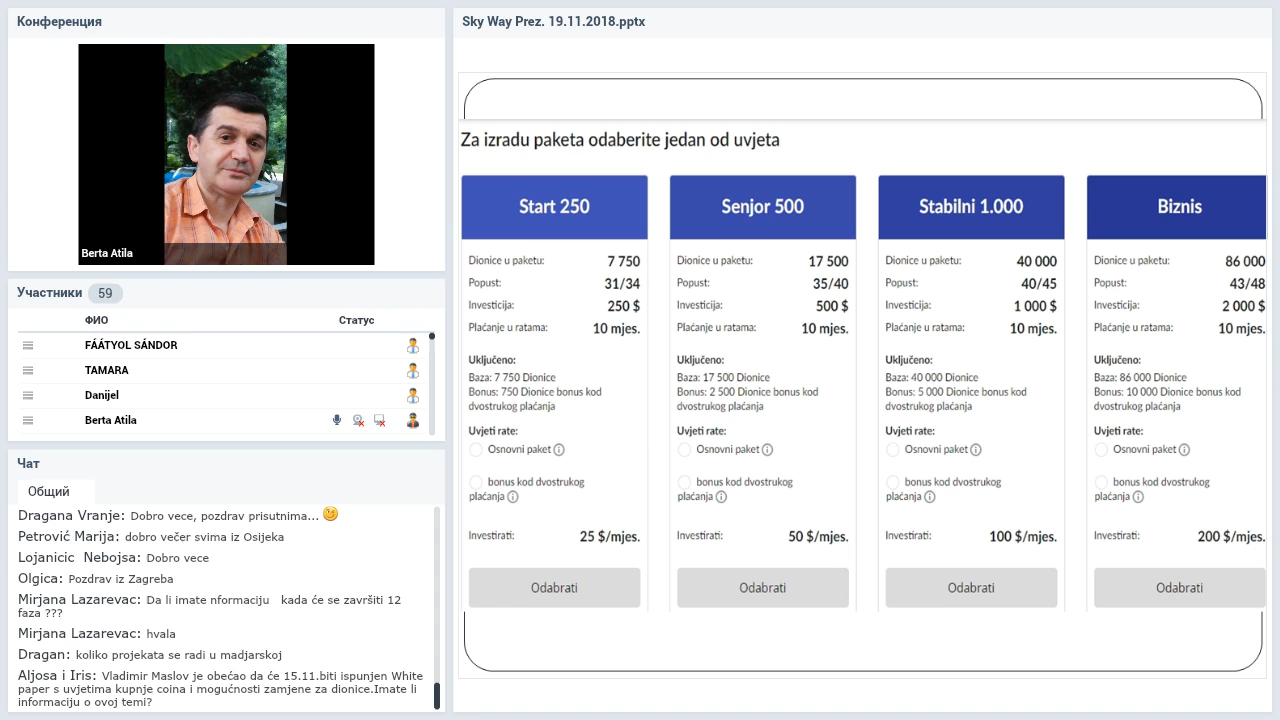 Конференция
Berta Atila
Участники 59
ФИО Статус
FÁÁTYOL SÁNDOR
TAMARA
Danijel
Berta Atila
Чат
Общий
Dragana Vranje: Dobro vece, pozdrav prisutnima...
Petrović Marija: dobro večer svima iz Osijeka
Lojanicic Nebojsa: Dobro vece
Olgica: Pozdrav iz Zagreba
Mirjana Lazarevac: Da li imate nformaciju kada će se završiti 12
faza ???
Mirjana Lazarevac: hvala
Dragan: koliko projekata se radi u madjarskoj
Aljosa i Iris: Vladimir Maslov je obećao da će 15.11.biti ispunjen White
paper s uvjetima kupnje coina i mogućnosti zamjene za dionice.Imate li
informaciju o ovoj temi?
Sky Way Prez. 19.11.2018.pptx
Za izradu paketa odaberite jedan od uvjeta
Start 250
Dionice u paketu: 7 750
Popust: 31/34
Investicija: 250 $
Plaćanje u ratama: 10 mjes.
Uključeno:
Baza: 7 750 Dionice
Bonus: 750 Dionice bonus kod
dvostrukog plaćanja
Uvjeti rate:
Osnovni paket
bonus kod dvostrukog
plaćanja
Investirati: 25 $/mjes.
Odabrati
Senjor 500
Dionice u paketu: 17 500
Popust: 35/40
Investicija: 500 $
Plaćanje u ratama: 10 mjes.
Uključeno:
Baza: 17 500 Dionice
Bonus: 2 500 Dionice bonus kod
dvostrukog plaćanja
Uvjeti rate:
Osnovni paket
bonus kod dvostrukog
plaćanja
Investirati: 50 $/mjes.
Odabrati
Stabilni 1.000
Dionice u paketu: 40 000
Popust: 40/45
Investicija: 1 000 $
Plaćanje u ratama: 10 mjes.
Uključeno:
Baza: 40 000 Dionice
Bonus: 5 000 Dionice bonus kod
dvostrukog plaćanja
Uvjeti rate:
Osnovni paket
bonus kod dvostrukog
plaćanja
Investirati: 100 $/mjes.
Odabrati
Biznis
Dionice u paketu: 86 000
Popust: 43/48
Investicija: 2 000 $
Plaćanje u ratama: 10 mjes.
Uključeno:
Baza: 86 000 Dionice
Bonus: 10 000 Dionice bonus kod
dvostrukog plaćanja
Uvjeti rate:
Osnovni paket
bonus kod dvostrukog
plaćanja
Investirati: 200 $/mjes.
Odabrati